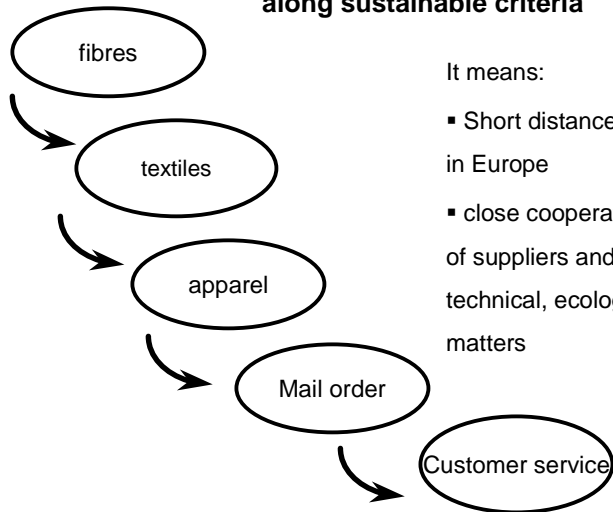 along sustainable criteria
fibres
It means:
▪ Short distance
in Europe
textiles
▪ close
of suppliers and
apparel
technical,
matters
Mail order
Customer service